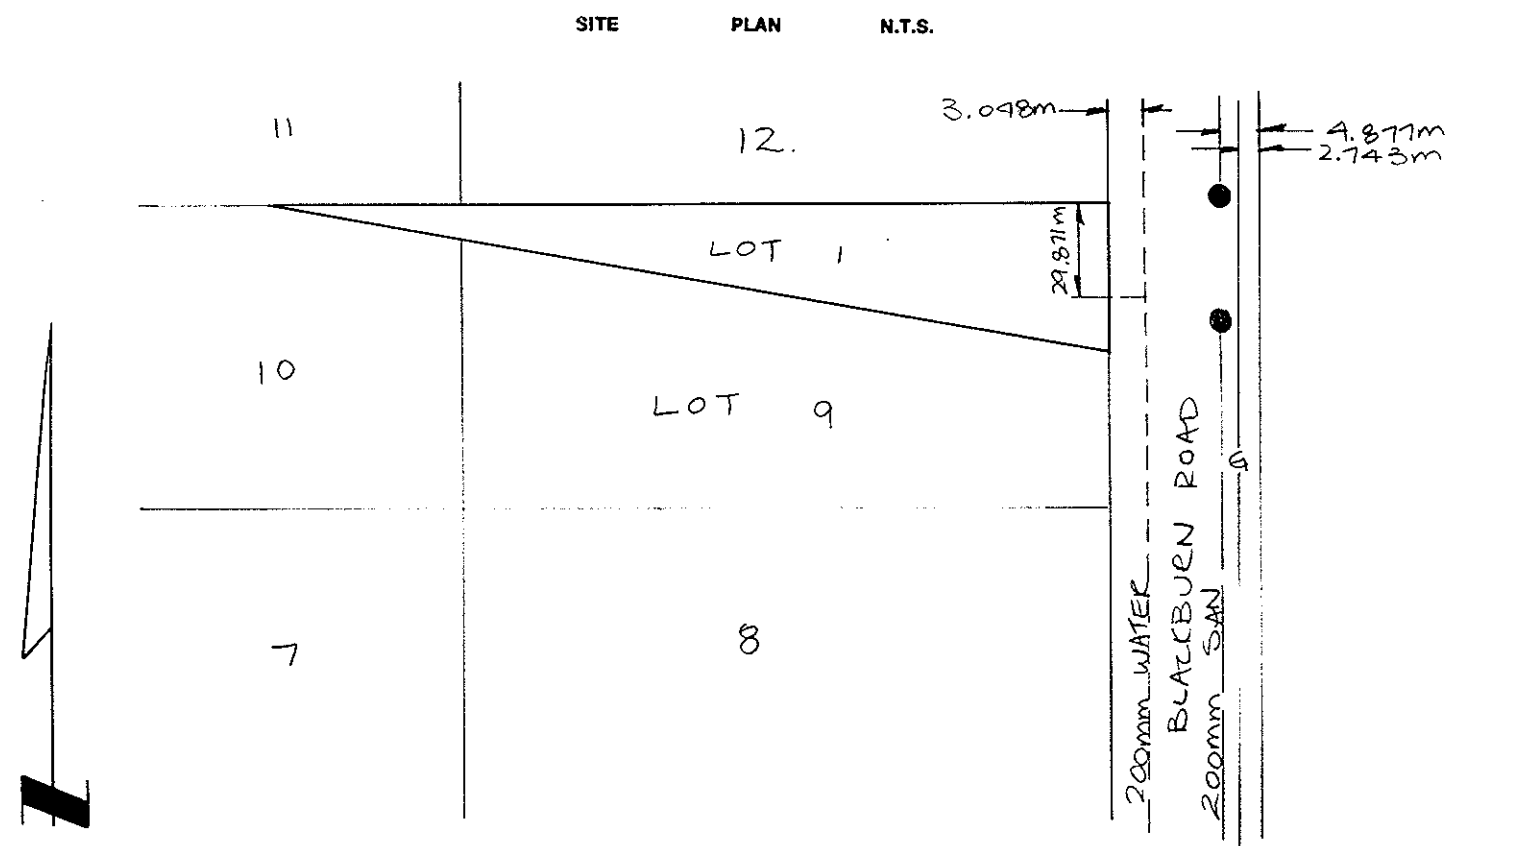 SITE PLAN N.T.S.
3.048m
4.877m
2.743m
11
12.
29.871m
LOT 1
10
LOT 9
G
7
8
200mm WATER
BLACKBURN ROAD
200mm SAN
N